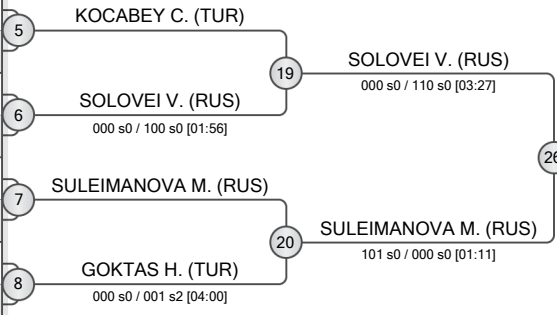 KOCABEY C. (TUR)
5
19
SOLOVEI V. (RUS)
000 s0 / 110 s0 [03:27]
SOLOVEI V. (RUS)
6
000 s0 / 100 s0 [01:56]
26
SULEIMANOVA M. (RUS)
7
20
SULEIMANOVA M. (RUS)
101 s0 / 000 s0 [01:11]
GOKTAS H. (TUR)
8
000 s0 / 001 s2 [04:00]